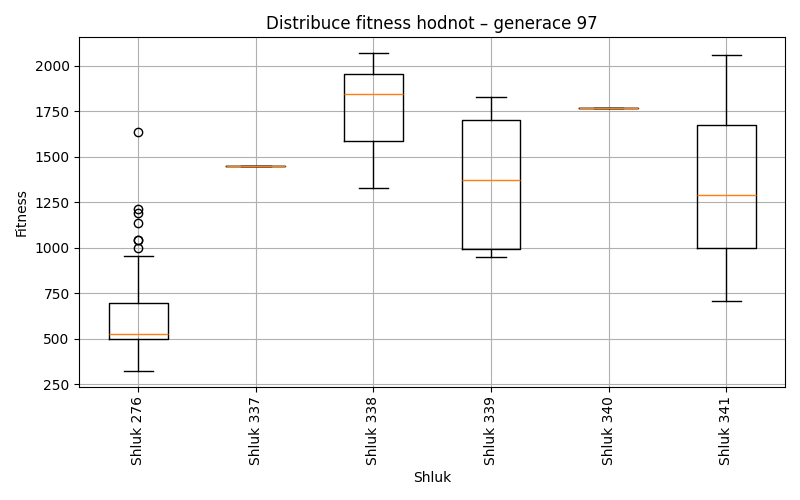 Distribuce fitness hodnot – generace 97
Fitness
2000
1750
1500
1250
1000
750
500
250
Shluk 276
Shluk 337
Shluk 338
Shluk 339
Shluk 340
Shluk 341
Shluk